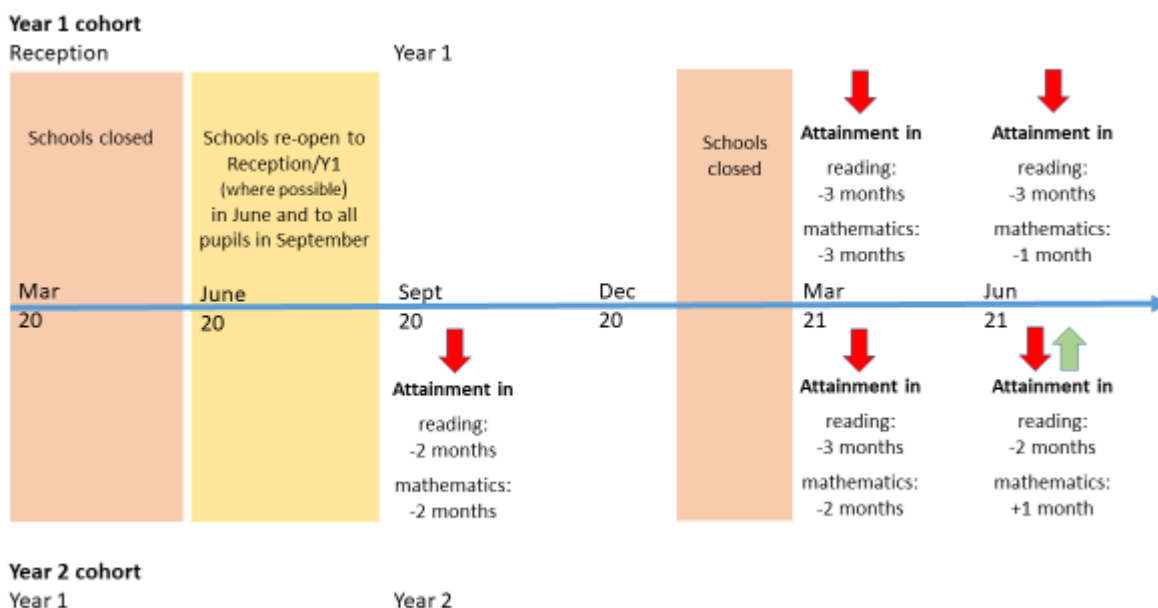 Year 1 cohort
Reception
Year 1
Schools closed
Schools re-open to
Reception/Y1
(where possible)
in June and to all
pupils in September
Schools
closed
Attainment in
reading:
-3 months
mathematics:
-3 months
Attainment in
reading:
-3 months
mathematics:
-1 month
Mar
20
June
20
Sept
20
Dec
20
Mar
21
Jun
21
Attainment in
reading:
-2 months
mathematics:
-2 months
Attainment in
reading:
-3 months
mathematics:
-2 months
Attainment in
reading:
-2 months
mathematics:
+1 month
Year 2 cohort
Year 1
Year 2